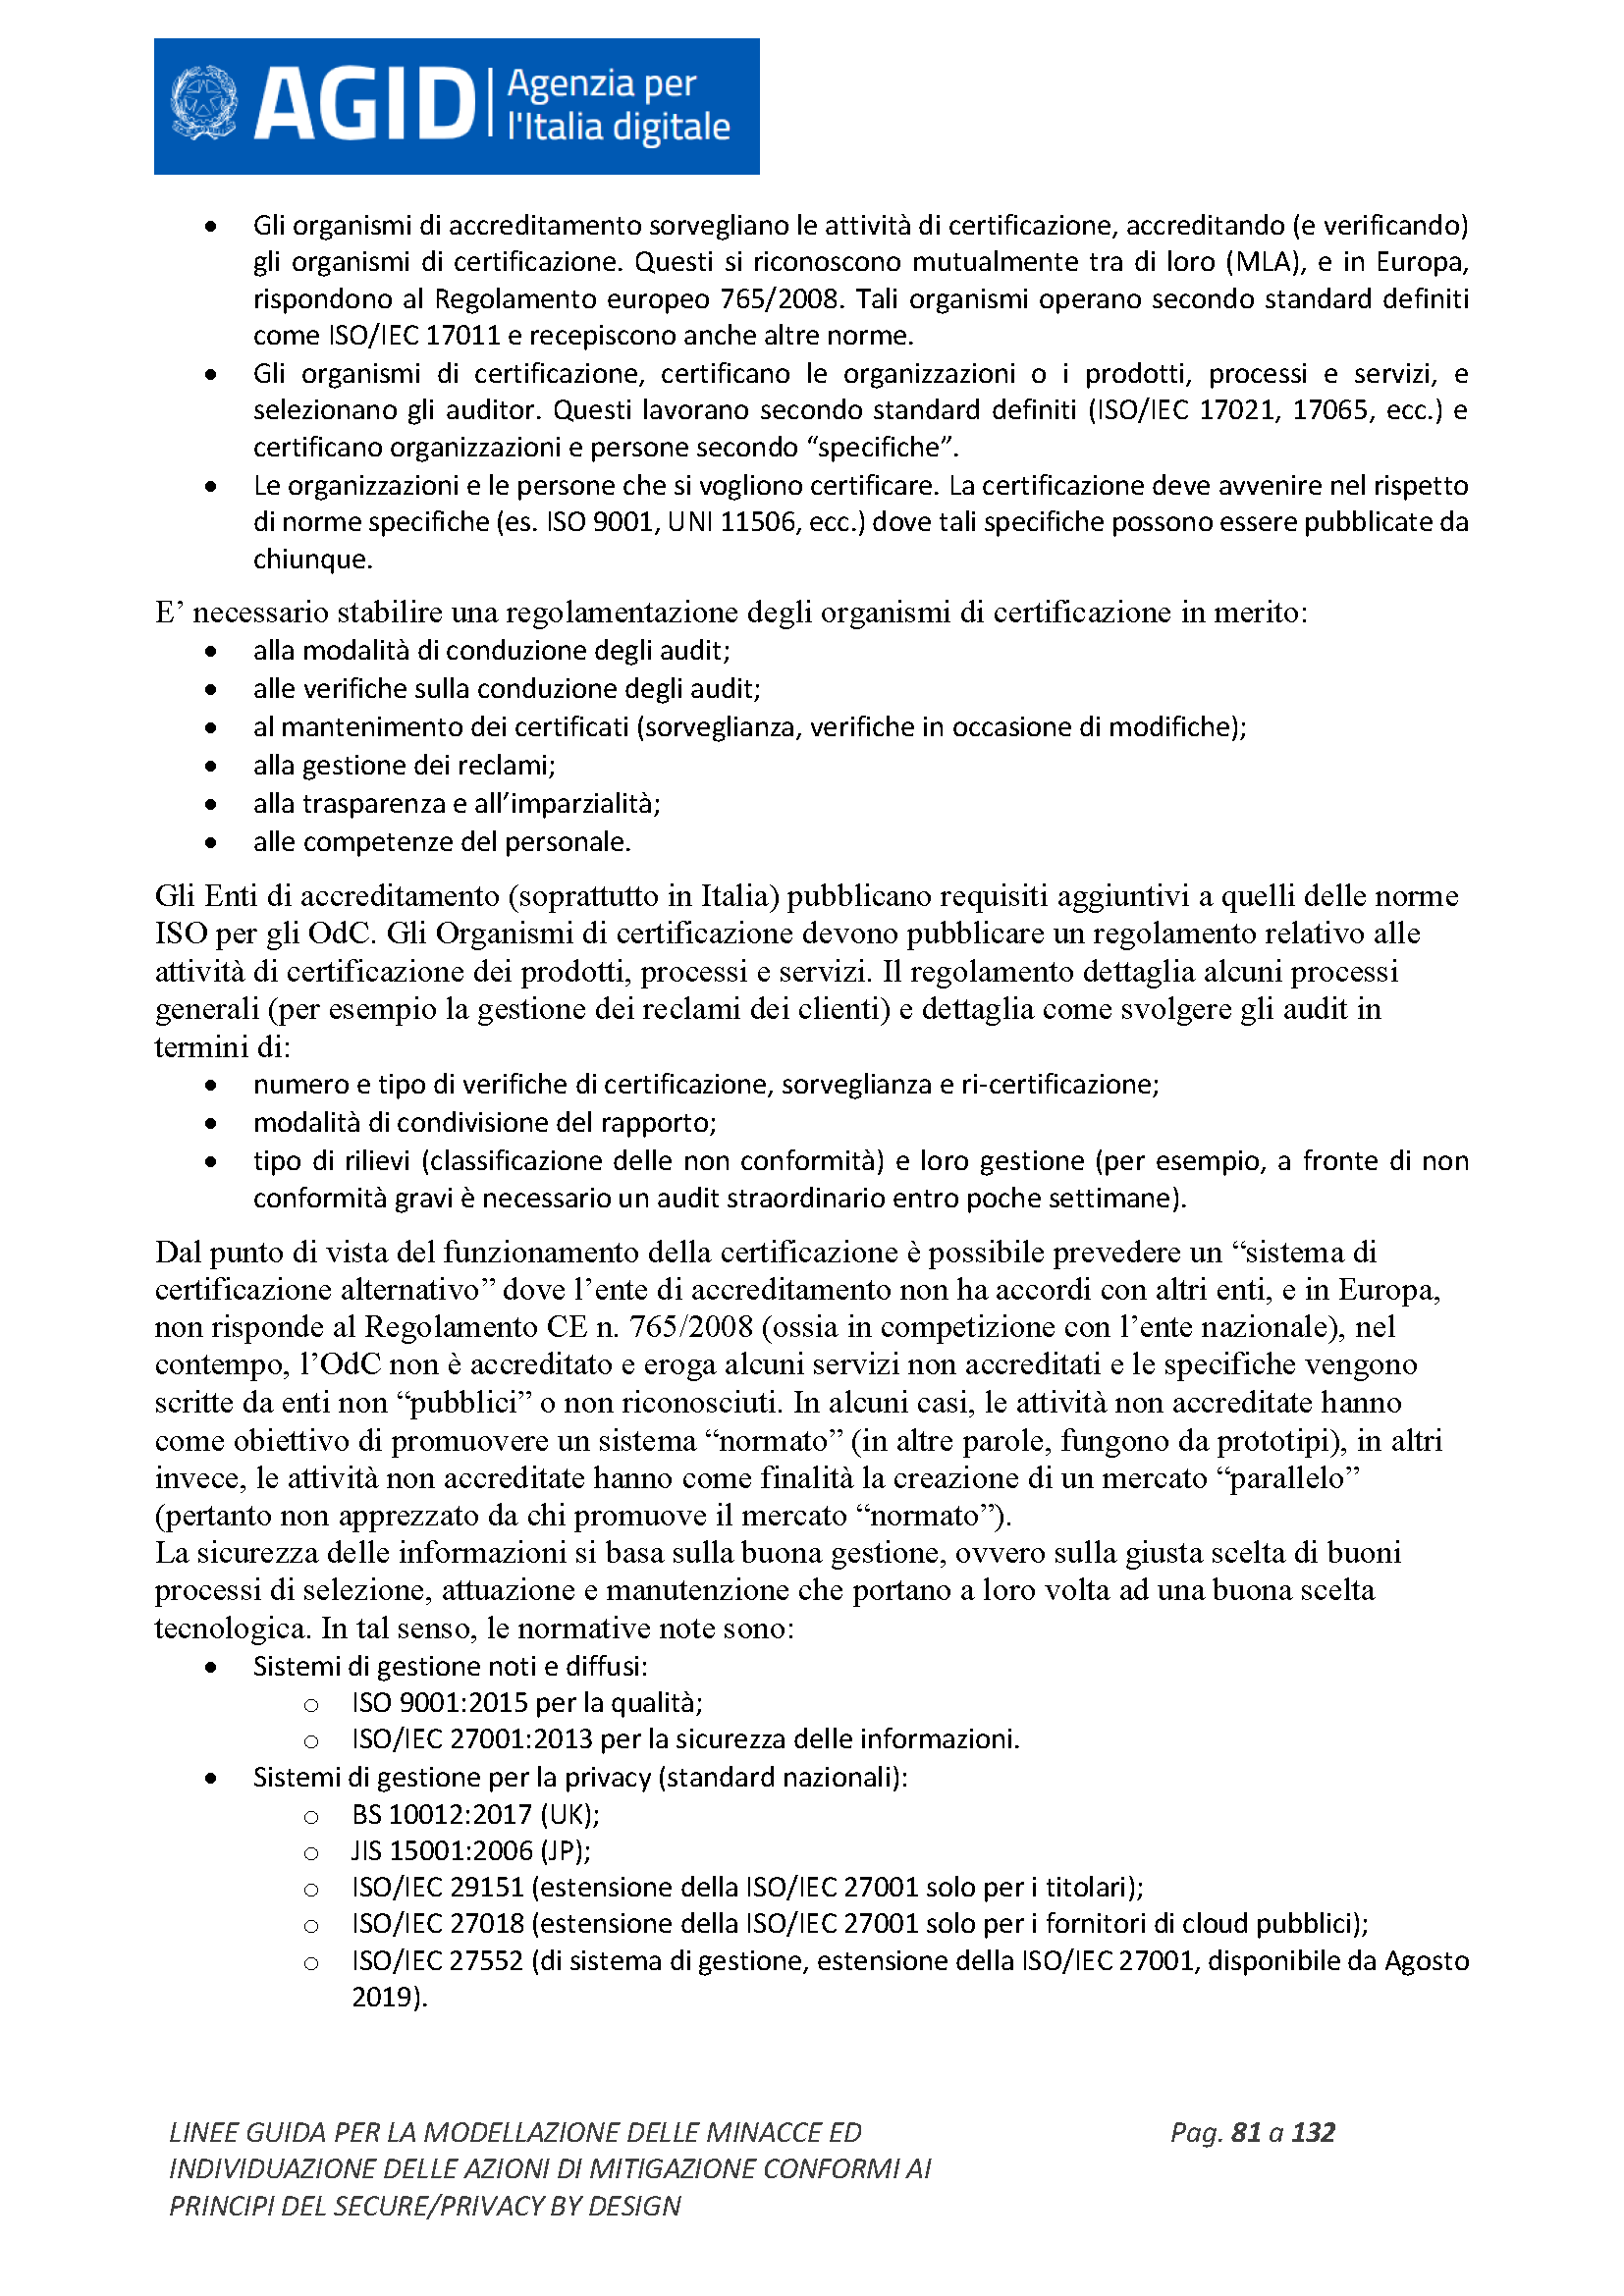 AGID Agenzia per
l'Italia digitale
• Gli organismi di accreditamento sorvegliano le attività di certificazione, accreditando (e verificando)
gli organismi di certificazione. Questi si riconoscono mutualmente tra di loro (MLA), e in Europa,
rispondono al Regolamento europeo 765/2008. Tali organismi operano secondo standard definiti
come ISO/IEC 17011 e recepiscono anche altre norme.
• Gli organismi di certificazione, certificano le organizzazioni o i prodotti, processi e servizi, e
selezionano gli auditor. Questi lavorano secondo standard definiti (ISO/IEC 17021, 17065, ecc.) e
certificano organizzazioni e persone secondo “specifiche”.
• Le organizzazioni e le persone che si vogliono certificare. La certificazione deve avvenire nel rispetto
di norme specifiche (es. ISO 9001, UNI 11506, ecc.) dove tali specifiche possono essere pubblicate da
chiunque.
E’ necessario stabilire una regolamentazione degli organismi di certificazione in merito:
• alla modalità di conduzione degli audit;
• alle verifiche sulla conduzione degli audit;
• al mantenimento dei certificati (sorveglianza, verifiche in occasione di modifiche);
• alla gestione dei reclami;
• alla trasparenza e all’imparzialità;
• alle competenze del personale.
Gli Enti di accreditamento (soprattutto in Italia) pubblicano requisiti aggiuntivi a quelli delle norme
ISO per gli OdC. Gli Organismi di certificazione devono pubblicare un regolamento relativo alle
attività di certificazione dei prodotti, processi e servizi. Il regolamento dettaglia alcuni processi
generali (per esempio la gestione dei reclami dei clienti) e dettaglia come svolgere gli audit in
termini di:
• numero e tipo di verifiche di certificazione, sorveglianza e ri-certificazione;
• modalità di condivisione del rapporto;
• tipo di rilievi (classificazione delle non conformità) e loro gestione (per esempio, a fronte di non
conformità gravi è necessario un audit straordinario entro poche settimane).
Dal punto di vista del funzionamento della certificazione è possibile prevedere un “sistema di
certificazione alternativo” dove l’ente di accreditamento non ha accordi con altri enti, e in Europa,
non risponde al Regolamento CE n. 765/2008 (ossia in competizione con l’ente nazionale), nel
contempo, l’OdC non è accreditato e eroga alcuni servizi non accreditati e le specifiche vengono
scritte da enti non “pubblici” o non riconosciuti. In alcuni casi, le attività non accreditate hanno
come obiettivo di promuovere un sistema “normato” (in altre parole, fungono da prototipi), in altri
invece, le attività non accreditate hanno come finalità la creazione di un mercato “parallelo”
(pertanto non apprezzato da chi promuove il mercato “normato”).
La sicurezza delle informazioni si basa sulla buona gestione, ovvero sulla giusta scelta di buoni
processi di selezione, attuazione e manutenzione che portano a loro volta ad una buona scelta
tecnologica. In tal senso, le normative note sono:
• Sistemi di gestione noti e diffusi:
o ISO 9001:2015 per la qualità;
o ISO/IEC 27001:2013 per la sicurezza delle informazioni.
• Sistemi di gestione per la privacy (standard nazionali):
o BS 10012:2017 (UK);
o JIS 15001:2006 (JP);
o ISO/IEC 29151 (estensione della ISO/IEC 27001 solo per i titolari);
o ISO/IEC 27018 (estensione della ISO/IEC 27001 solo per i fornitori di cloud pubblici);
o ISO/IEC 27552 (di sistema di gestione, estensione della ISO/IEC 27001, disponibile da Agosto
2019).
LINEE GUIDA PER LA MODELLAZIONE DELLE MINACCE ED Pag. 81 a 132
INDIVIDUAZIONE DELLE AZIONI DI MITIGAZIONE CONFORMI AI
PRINCIPI DEL SECURE/PRIVACY BY DESIGN